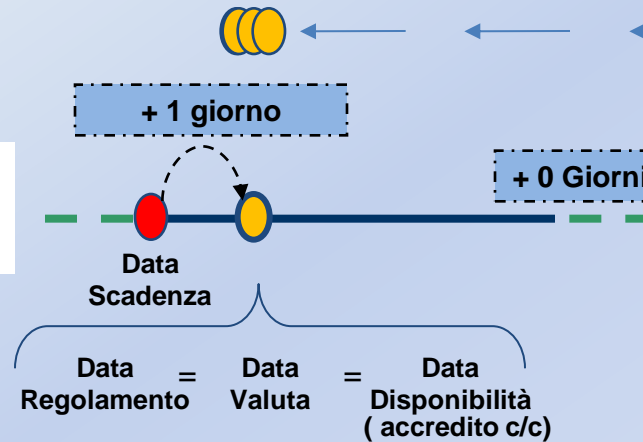 + 1 giorno
+ 0 Giorni
Data
Scadenza
Data = Data = Data
Regolamento Valuta Disponibilità
( accredito c/c)